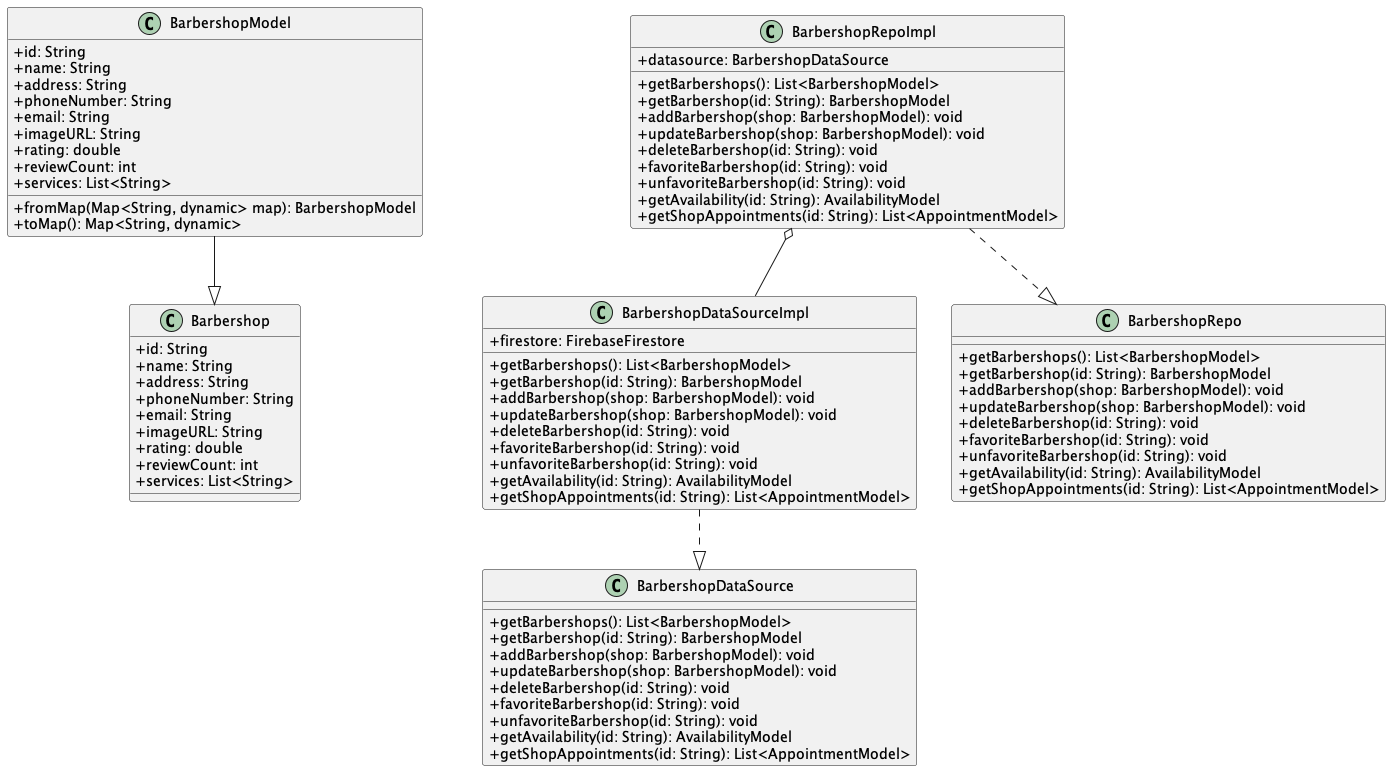 C BarbershopModel
+id: String
+name: String
+address: String
+phoneNumber: String
+email: String
+imageURL: String
+rating: double
+reviewCount: int
+services: List<String>
+fromMap(Map<String, dynamic> map): BarbershopModel
+toMap(): Map<String, dynamic>
C BarbershopRepoImpl
+datasource: BarbershopDataSource
+getBarbershops(): List<BarbershopModel>
+getBarbershop(id: String): BarbershopModel
+addBarbershop(shop: BarbershopModel): void
+updateBarbershop(shop: BarbershopModel): void
+deleteBarbershop(id: String): void
+favoriteBarbershop(id: String): void
+unfavoriteBarbershop(id: String): void
+getAvailability(id: String): AvailabilityModel
+getShopAppointments(id: String): List<AppointmentModel>
C Barbershop
+id: String
+name: String
+address: String
+phoneNumber: String
+email: String
+imageURL: String
+rating: double
+reviewCount: int
+services: List<String>
C BarbershopDataSourceImpl
+firestore: FirebaseFirestore
+getBarbershops(): List<BarbershopModel>
+getBarbershop(id: String): BarbershopModel
+addBarbershop(shop: BarbershopModel): void
+updateBarbershop(shop: BarbershopModel): void
+deleteBarbershop(id: String): void
+favoriteBarbershop(id: String): void
+unfavoriteBarbershop(id: String): void
+getAvailability(id: String): AvailabilityModel
+getShopAppointments(id: String): List<AppointmentModel>
C BarbershopRepo
+getBarbershops(): List<BarbershopModel>
+getBarbershop(id: String): BarbershopModel
+addBarbershop(shop: BarbershopModel): void
+updateBarbershop(shop: BarbershopModel): void
+deleteBarbershop(id: String): void
+favoriteBarbershop(id: String): void
+unfavoriteBarbershop(id: String): void
+getAvailability(id: String): AvailabilityModel
+getShopAppointments(id: String): List<AppointmentModel>
C BarbershopDataSource
+getBarbershops(): List<BarbershopModel>
+getBarbershop(id: String): BarbershopModel
+addBarbershop(shop: BarbershopModel): void
+updateBarbershop(shop: BarbershopModel): void
+deleteBarbershop(id: String): void
+favoriteBarbershop(id: String): void
+unfavoriteBarbershop(id: String): void
+getAvailability(id: String): AvailabilityModel
+getShopAppointments(id: String): List<AppointmentModel>